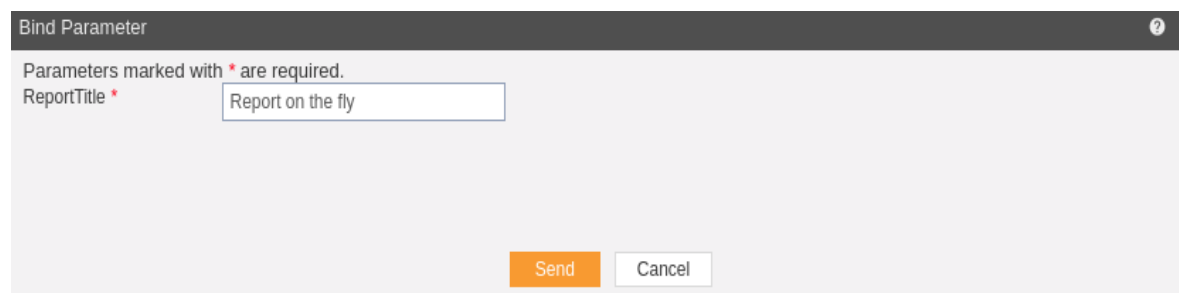 Bind Parameter
Parameters marked with * are required.
ReportTitle * Report on the fly
Send Cancel